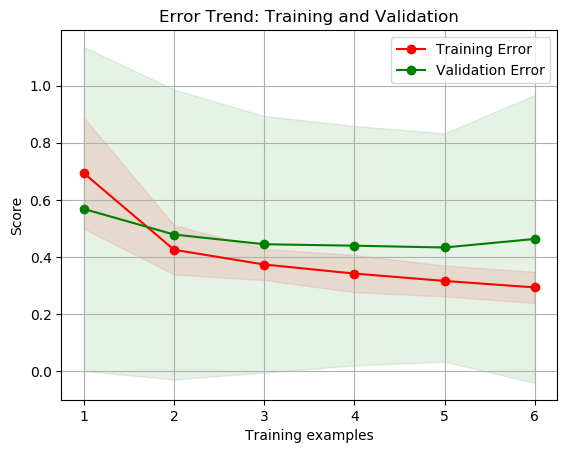 Error Trend: Training and Validation
Training Error
Validation Error
Score
1.0
0.8
0.6
0.4
0.2
0.0
1 2 3 4 5 6
Training examples